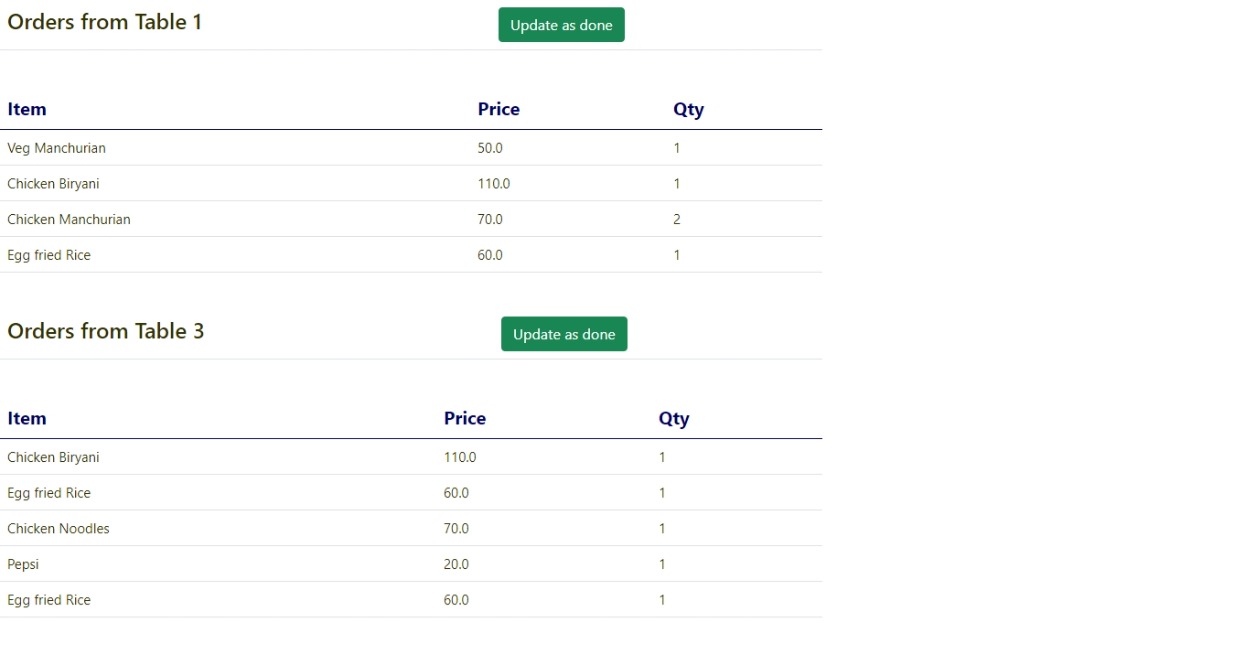 Orders from Table 1 Update as done
Item Price Qty
Veg Manchurian 50.0 1
Chicken Biryani 110.0 1
Chicken Manchurian 70.0 2
Egg fried Rice 60.0 1
Orders from Table 3 Update as done
Item Price Qty
Chicken Biryani 110.0 1
Egg fried Rice 60.0 1
Chicken Noodles 70.0 1
Pepsi 20.0 1
Egg fried Rice 60.0 1